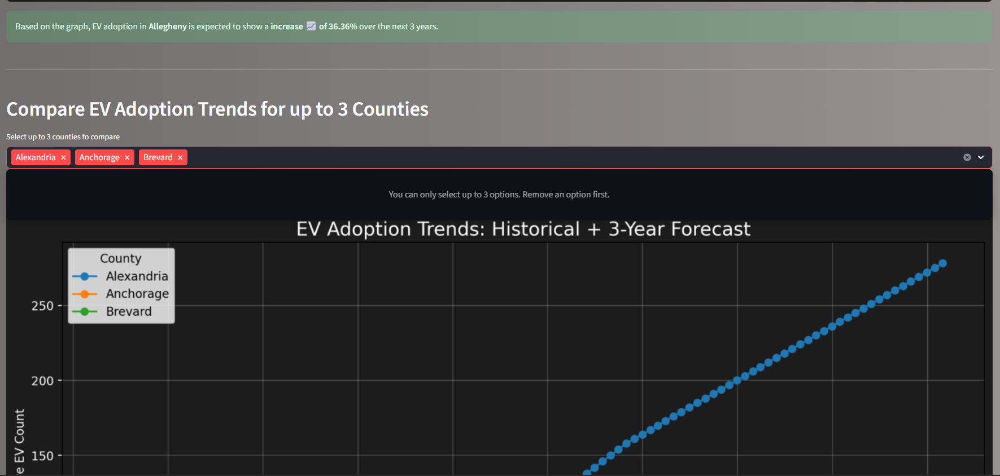 Based on the graph, EV adoption in Allegheny is expected to show a increase 📈 of 36.36% over the next 3 years.
Compare EV Adoption Trends for up to 3 Counties
Select up to 3 counties to compare
Alexandria × Anchorage × Brevard ×
You can only select up to 3 options. Remove an option first.
EV Adoption Trends: Historical + 3-Year Forecast
County
Alexandria
Anchorage
Brevard
250
200
150
EV Count